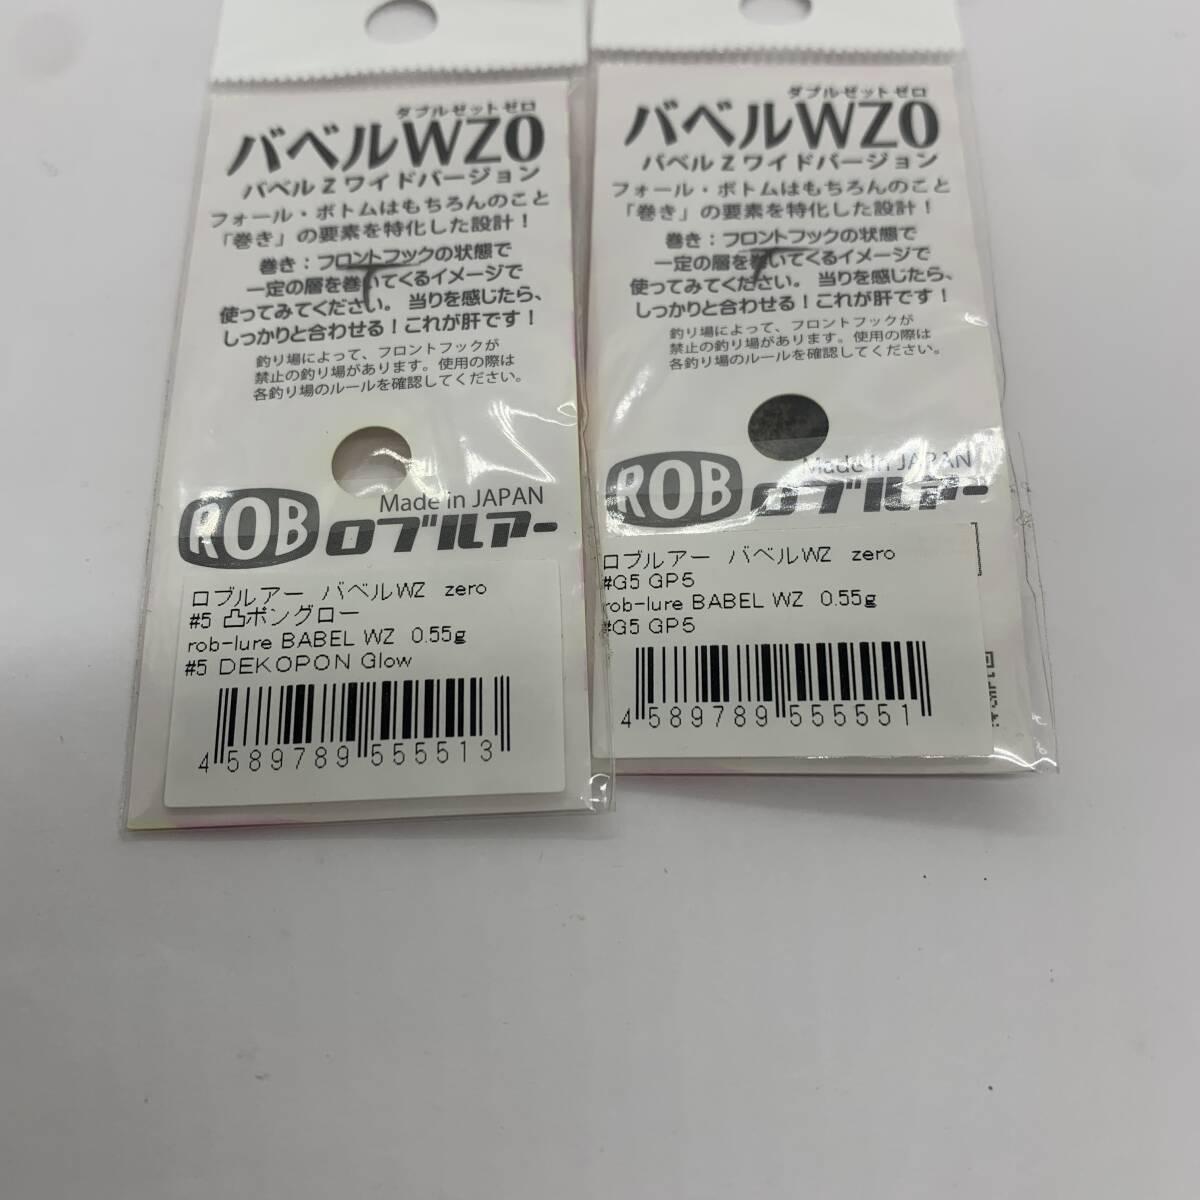 ダブルゼットゼロ
バベルWZ0
バベルZワイドバージョン
フォール・ボトムはもちろんのこと
「巻き」の要素を特化した設計!
巻き:フロントフックの状態で
一定の層を巻いてくるイメージで
使ってみてください。当りを感じたら、
しっかりと合わせる!これが肝です!
釣り場によって、フロントフックが
禁止の釣り場があります。使用の際は
各釣り場のルールを確認してください。
Made in JAPAN
ROB ロブルアー
ロブルアー バベルWZ zero
#5 凸ポングロー
rob-lure BABEL WZ 0.55g
#5 DEKOPON Glow
4 589789 555513
ダブルゼットゼロ
バベルWZ0
バベルZワイドバージョン
フォール・ボトムはもちろんのこと
「巻き」の要素を特化した設計!
巻き:フロントフックの状態で
一定の層を巻いてくるイメージで
使ってみてください。当りを感じたら、
しっかりと合わせる!これが肝です!
釣り場によって、フロントフックが
禁止の釣り場があります。使用の際は
各釣り場のルールを確認してください。
Made in JAPAN
ROB ロブルアー
ロブルアー バベルWZ zero
#G5 GP5
rob-lure BABEL WZ 0.55g
#G5 GP5
4 589789 555551